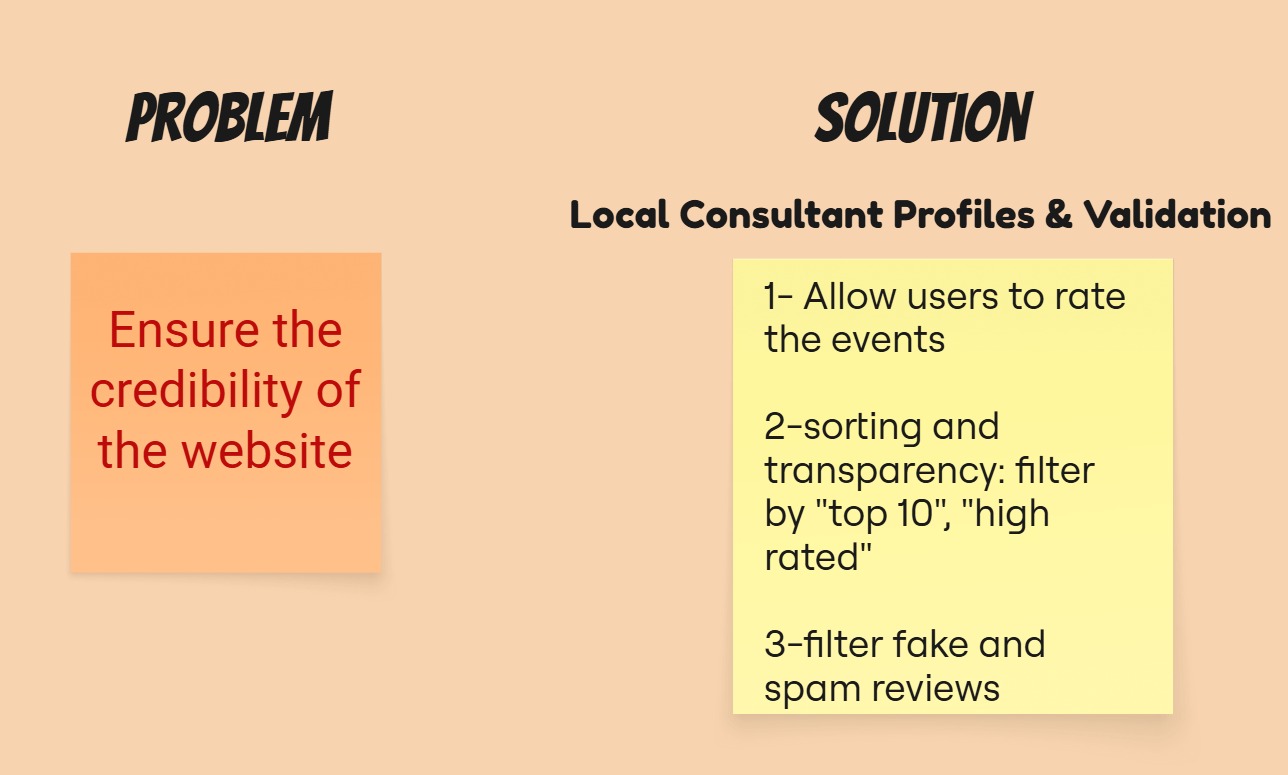 PROBLEM
SOLUTION
Local Consultant Profiles & Validation
Ensure the
credibility of
the website
1- Allow users to rate
the events
2-sorting and
transparency: filter
by "top 10", "high
rated"
3-filter fake and
spam reviews